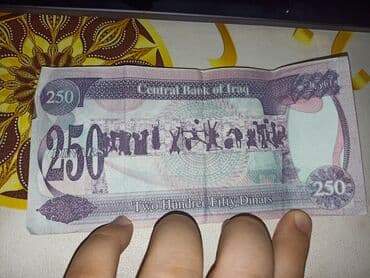 Central Bank of Iraq
250
250
250
Two Hundred Fifty Dinars